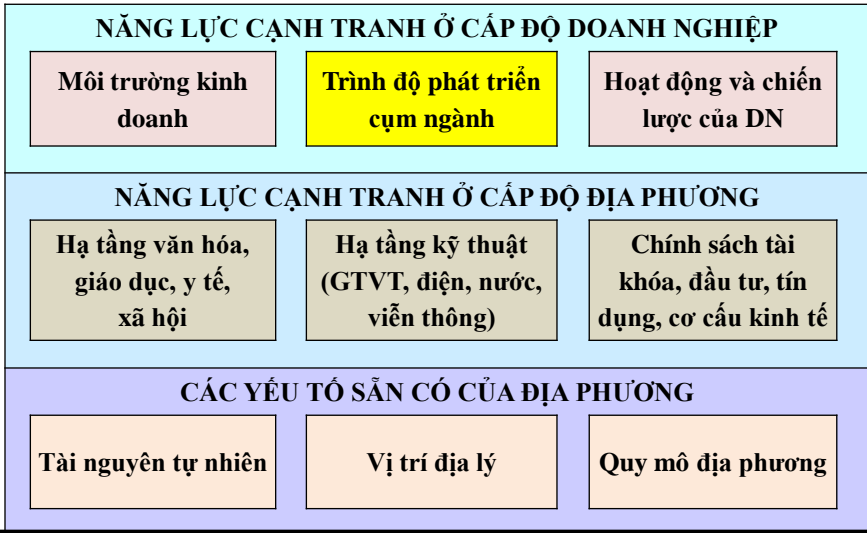 NĂNG LỰC CẠNH TRANH Ở CẤP ĐỘ DOANH NGHIỆP
Môi trường kinh
doanh
Trình độ phát triển
cụm ngành
Hoạt động và chiến
lược của DN
NĂNG LỰC CẠNH TRANH Ở CẤP ĐỘ ĐỊA PHƯƠNG
Hạ tầng văn hóa,
giáo dục, y tế,
xã hội
Hạ tầng kỹ thuật
(GTVT, điện, nước,
viễn thông)
Chính sách tài
khóa, đầu tư, tín
dụng, cơ cấu kinh tế
CÁC YẾU TỐ SẴN CÓ CỦA ĐỊA PHƯƠNG
Tài nguyên tự nhiên
Vị trí địa lý
Quy mô địa phương